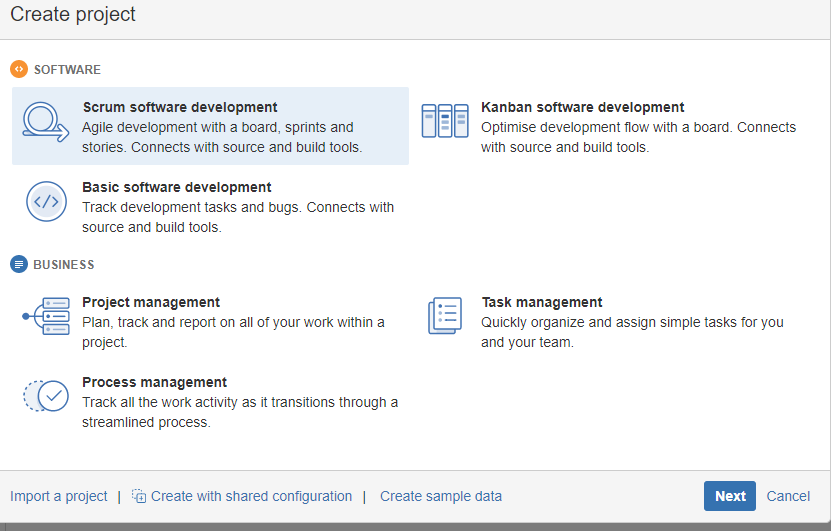 Create project
SOFTWARE
Scrum software development
Agile development with a board, sprints and
stories. Connects with source and build tools.
Kanban software development
Optimise development flow with a board. Connects
with source and build tools.
Basic software development
Track development tasks and bugs. Connects with
source and build tools.
BUSINESS
Project management
Plan, track and report on all of your work within a
project.
Task management
Quickly organize and assign simple tasks for you
and your team.
Process management
Track all the work activity as it transitions through a
streamlined process.
Import a project | Create with shared configuration | Create sample data Next Cancel